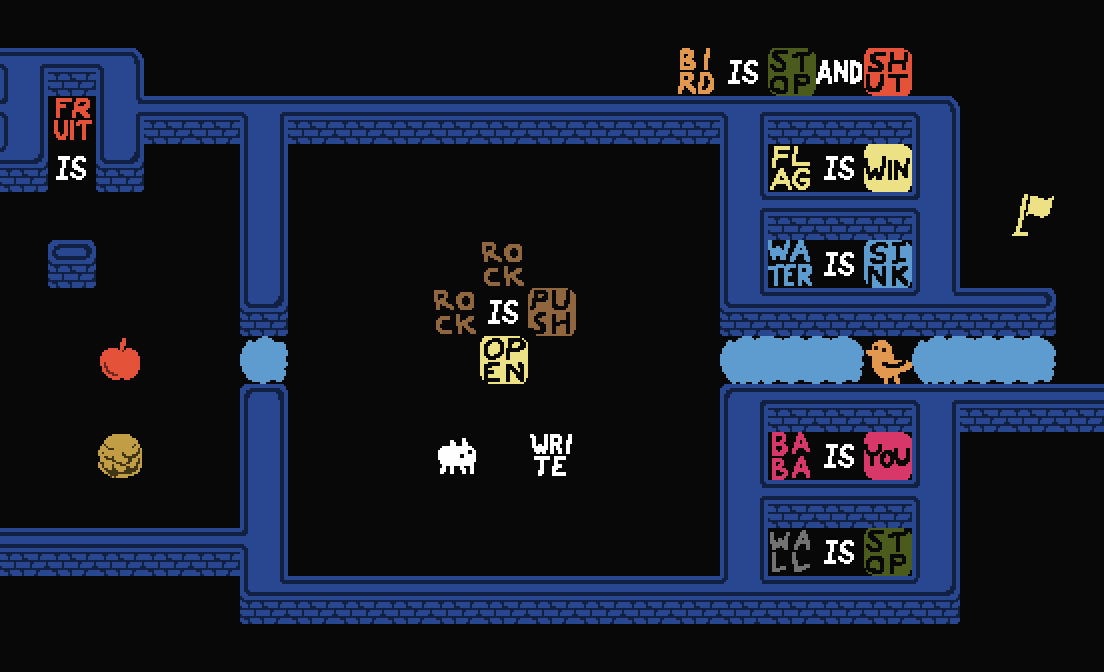 BIRD IS STOP AND SHUT
FRUIT
IS
FLAG IS WIN
WATER IS SINK
ROCK
ROCK IS PUSH
OPEN
WRITE
BABA IS YOU
WALL IS STOP